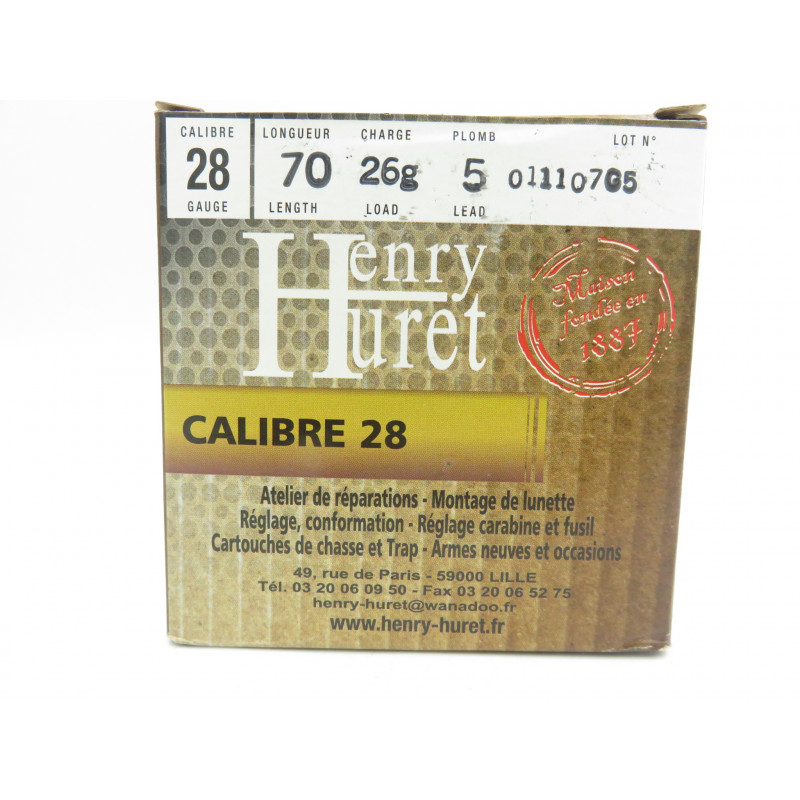 CALIBRE LONGUEUR CHARGE PLOMB LOT N°
28 70 26g 5 01110705
GAUGE LENGTH LOAD LEAD
Henry
Huret
Maison
fondée en
1887
CALIBRE 28
Atelier de réparations - Montage de lunette
Réglage, conformation - Réglage carabine et fusil
Cartouches de chasse et Trap - Armes neuves et occasions
49, rue de Paris - 59000 LILLE
Tél. 03 20 06 09 50 - Fax 03 20 06 52 75
henry-huret@wanadoo.fr
www.henry-huret.fr